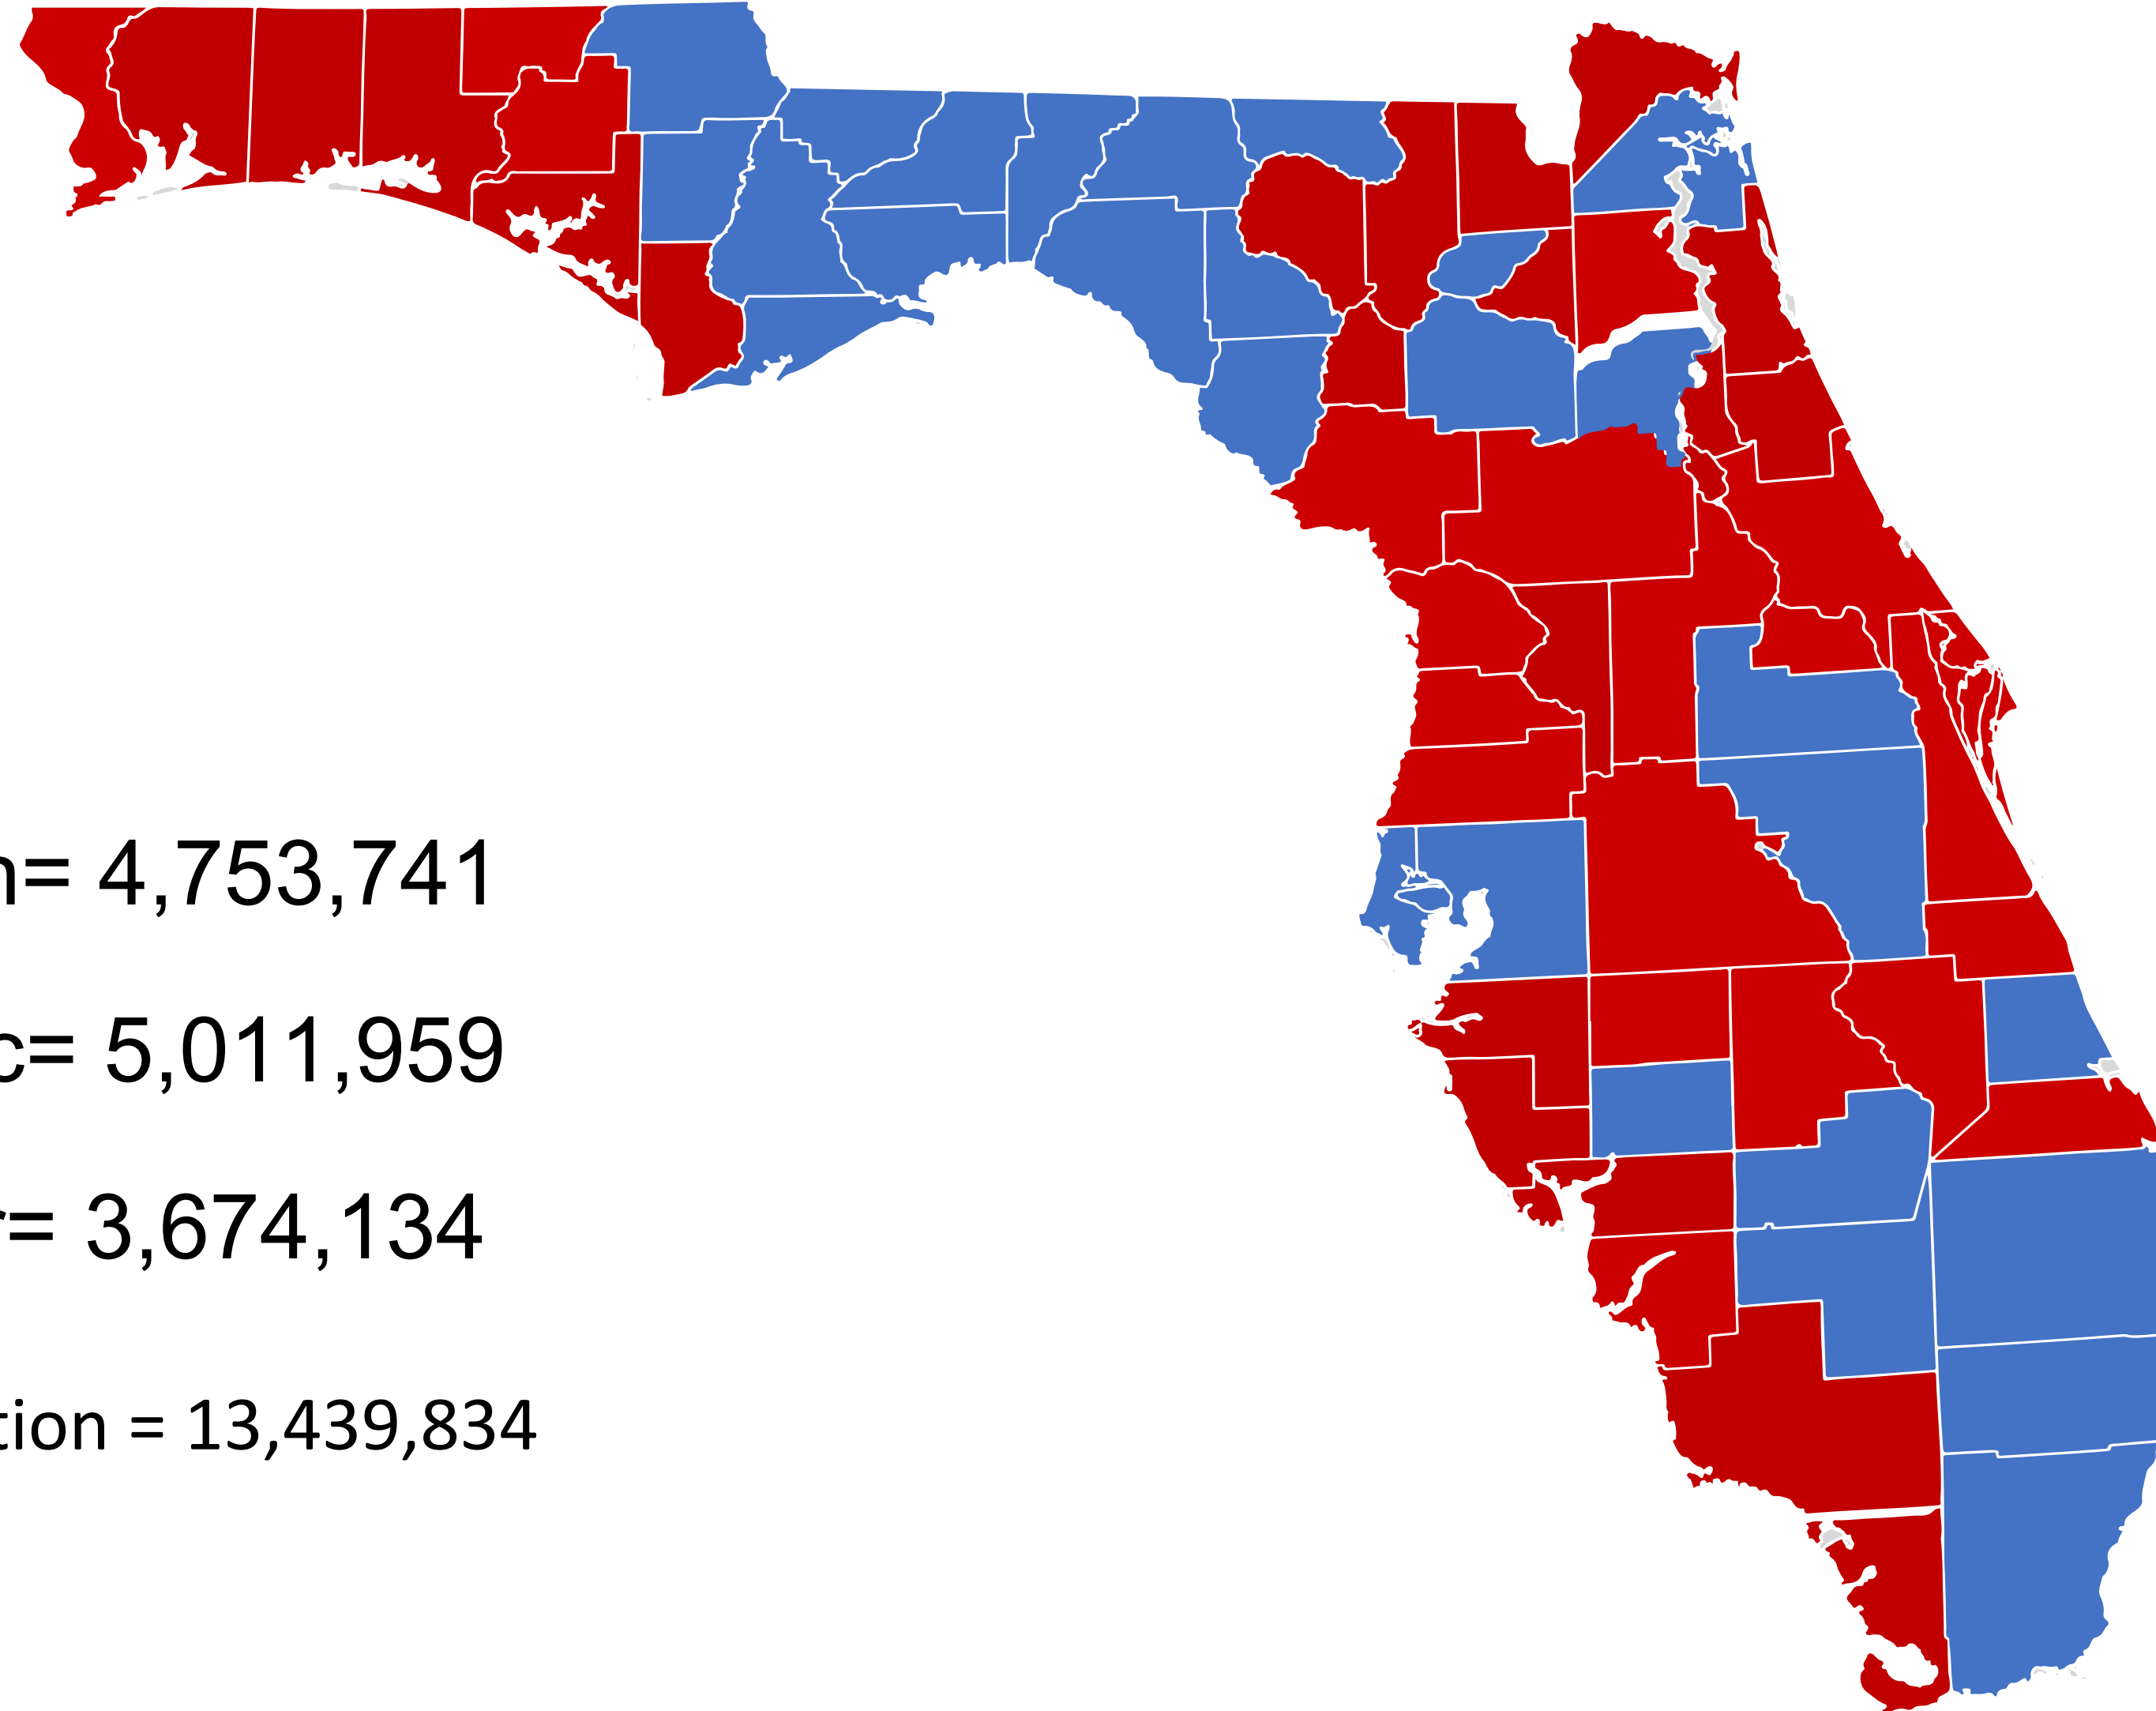 n= 4,753,741
c= 5,011,959
r= 3,674,134
tion = 13,439,834